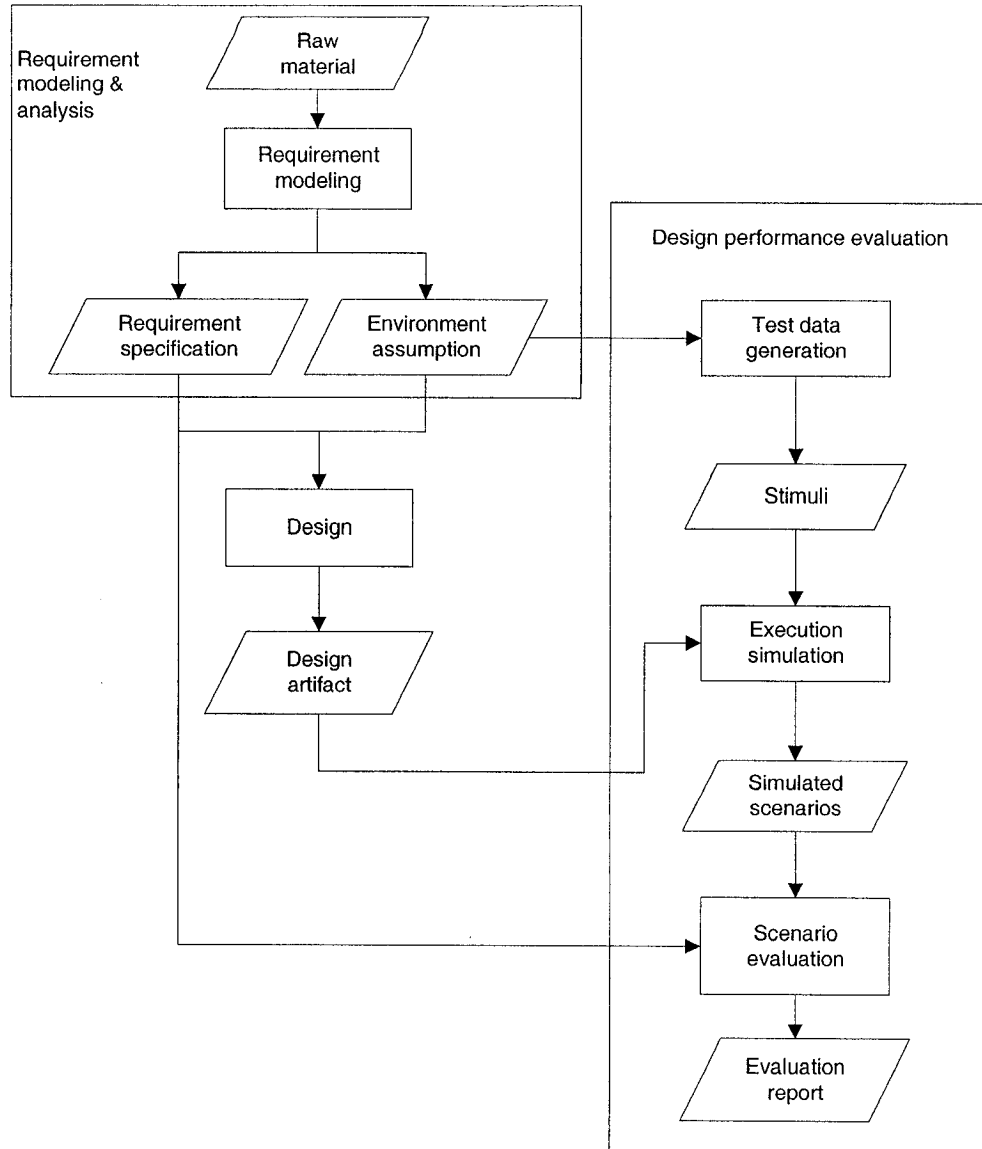 Requirement
modeling &
analysis
Raw
material
Requirement
modeling
Requirement
specification
Environment
assumption
Design
Design
artifact
Design performance evaluation
Test data
generation
Stimuli
Execution
simulation
Simulated
scenarios
Scenario
evaluation
Evaluation
report